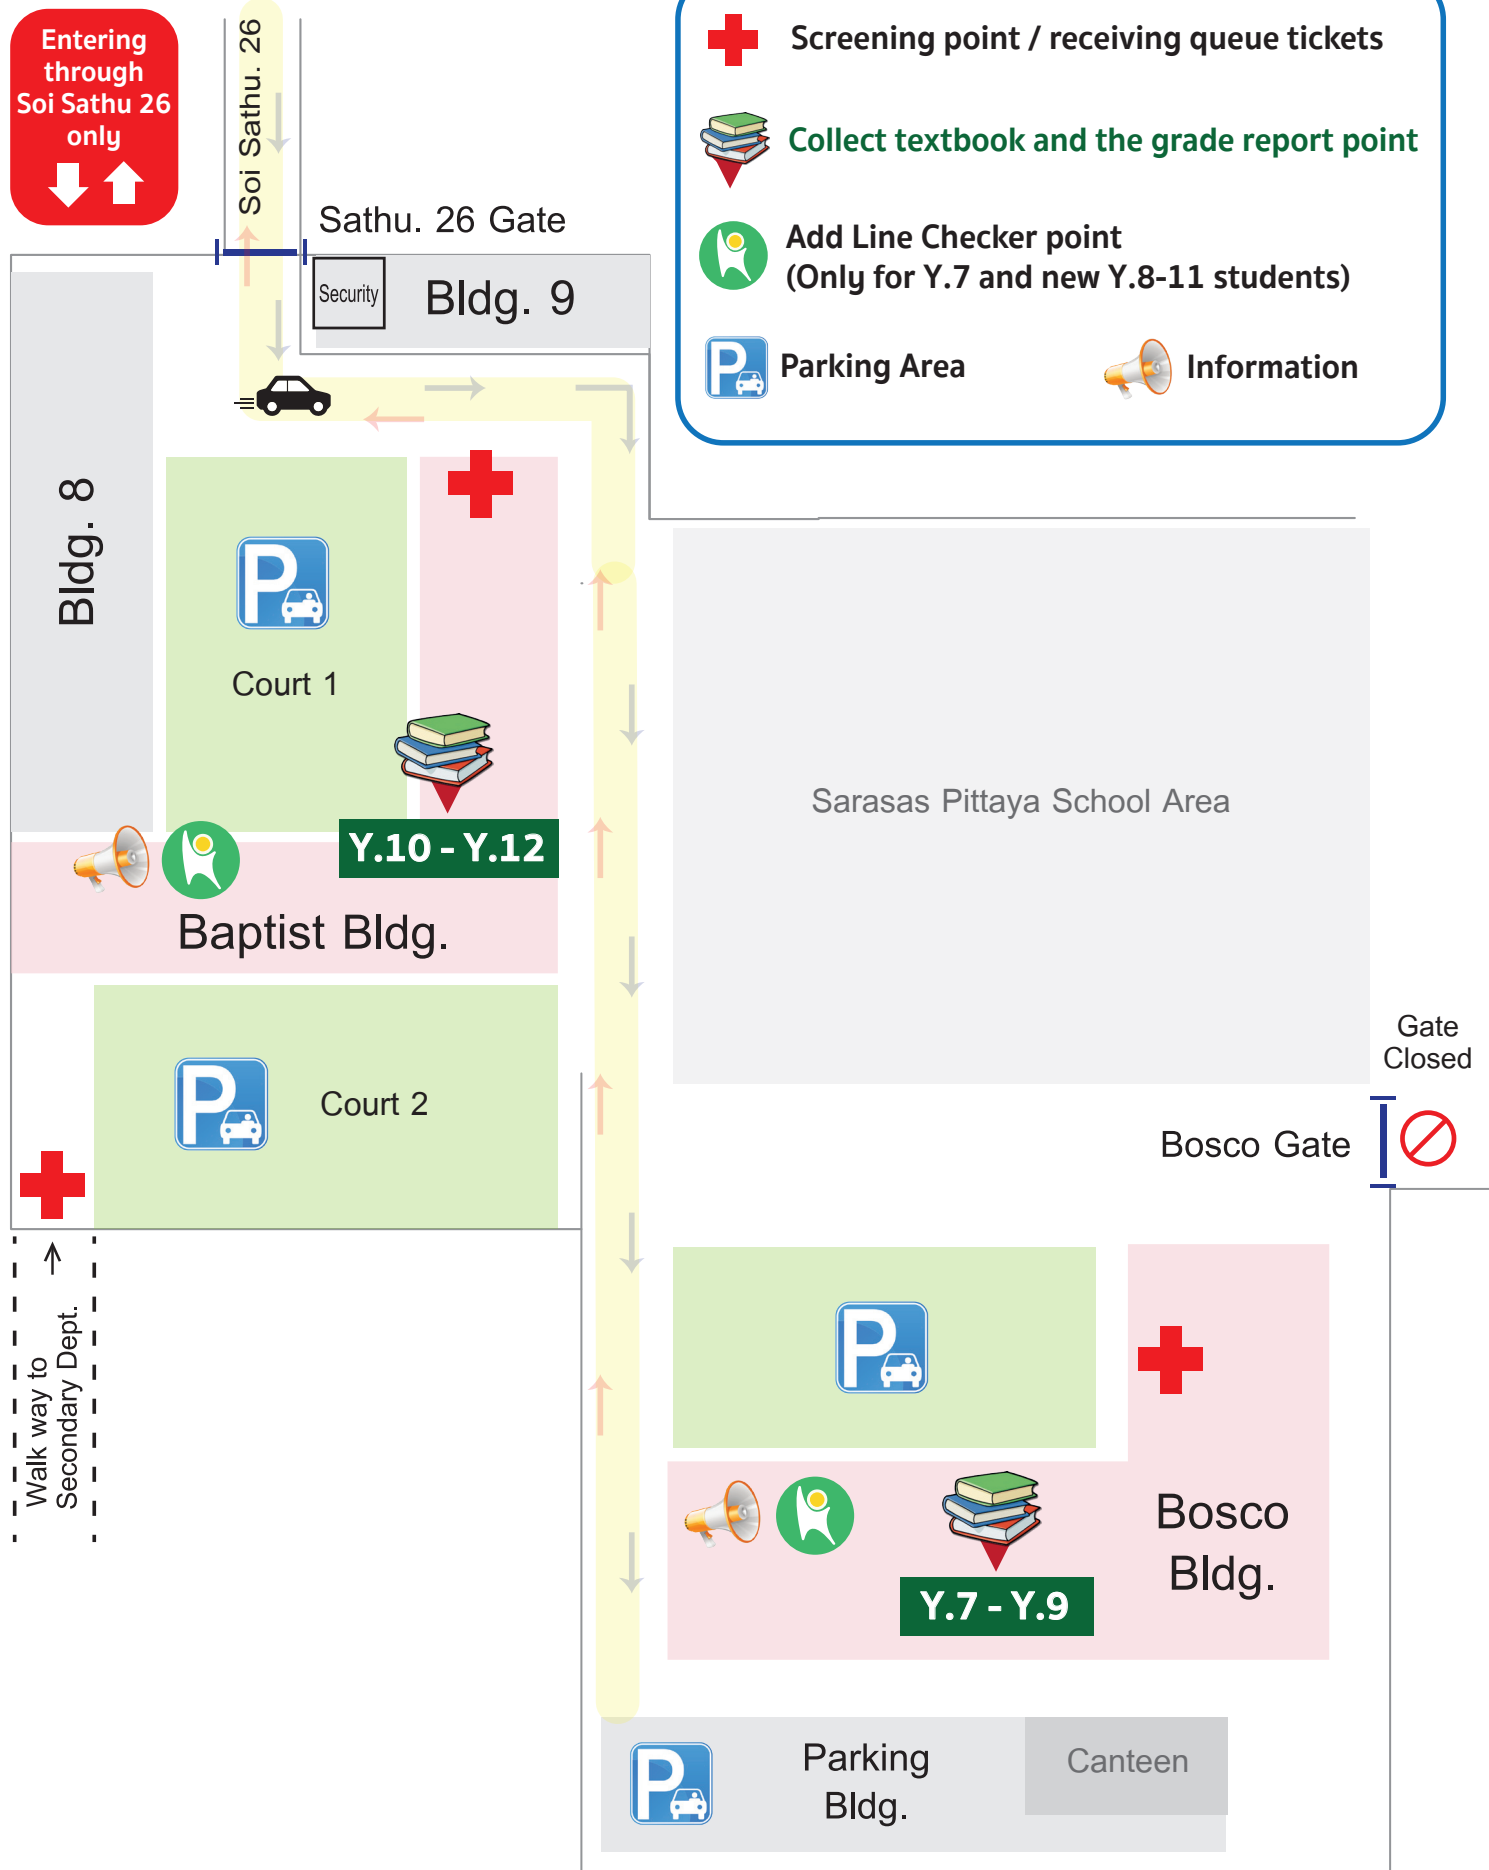 Entering
through
Soi Sathu 26
only
Soi Sathu. 26
Screening point / receiving queue tickets
Collect textbook and the grade report point
Add Line Checker point
(Only for Y.7 and new Y.8-11 students)
Parking Area
Information
Sathu. 26 Gate
Security
Bldg. 9
Bldg. 8
P
Court 1
Sarasas Pittaya School Area
Y.10 - Y.12
Baptist Bldg.
P
Court 2
Gate
Closed
Bosco Gate
Walk way to
Secondary Dept.
P
Bosco
Bldg.
Y.7 - Y.9
P
Parking
Bldg.
Canteen